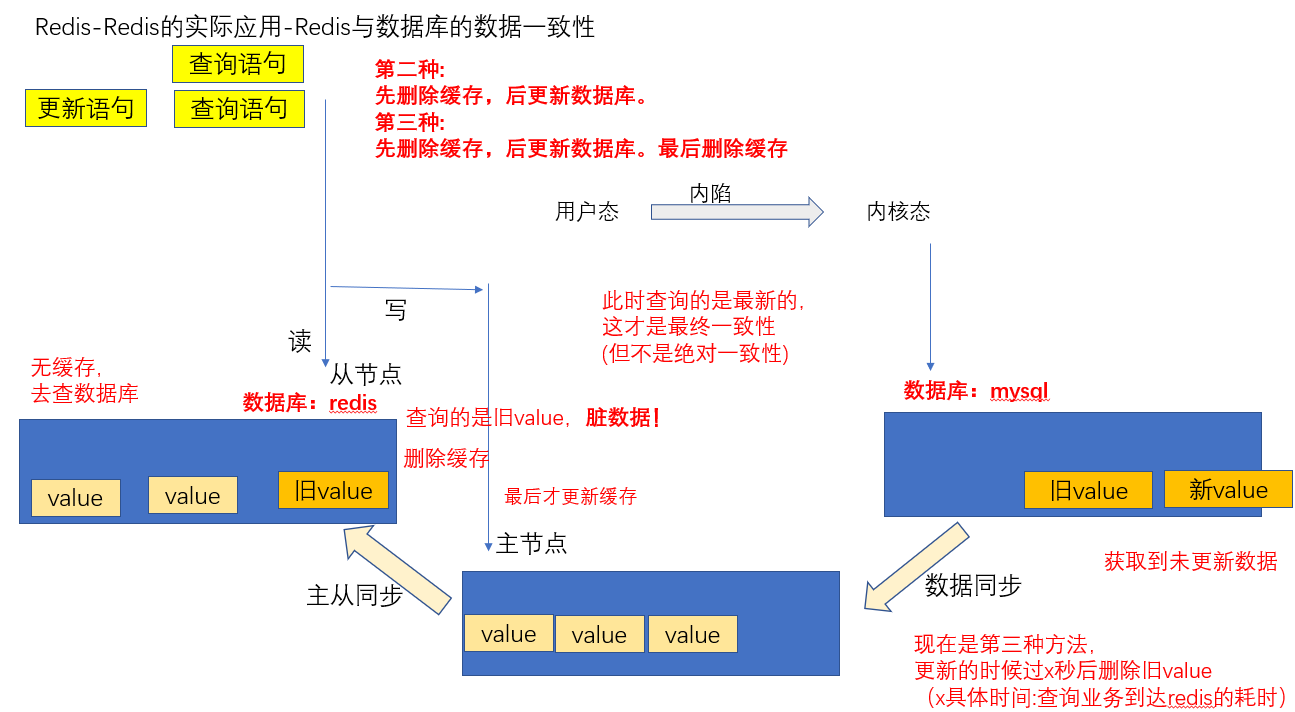 Redis-Redis的实际应用-Redis与数据库的数据一致性
查询语句
更新语句
查询语句
第二种:
先删除缓存，后更新数据库。
第三种:
先删除缓存，后更新数据库。最后删除缓存
用户态
内陷
内核态
写
读
此时查询的是最新的，
这才是最终一致性
(但不是绝对一致性)
无缓存，
去查数据库
从节点
数据库：redis
数据库：mysql
查询的是旧value，脏数据！
删除缓存
value
value
旧value
最后才更新缓存
旧value
新value
主节点
获取到未更新数据
主从同步
数据同步
value
value
value
现在是第三种方法，
更新的时候过x秒后删除旧value
（x具体时间:查询业务到达redis的耗时）